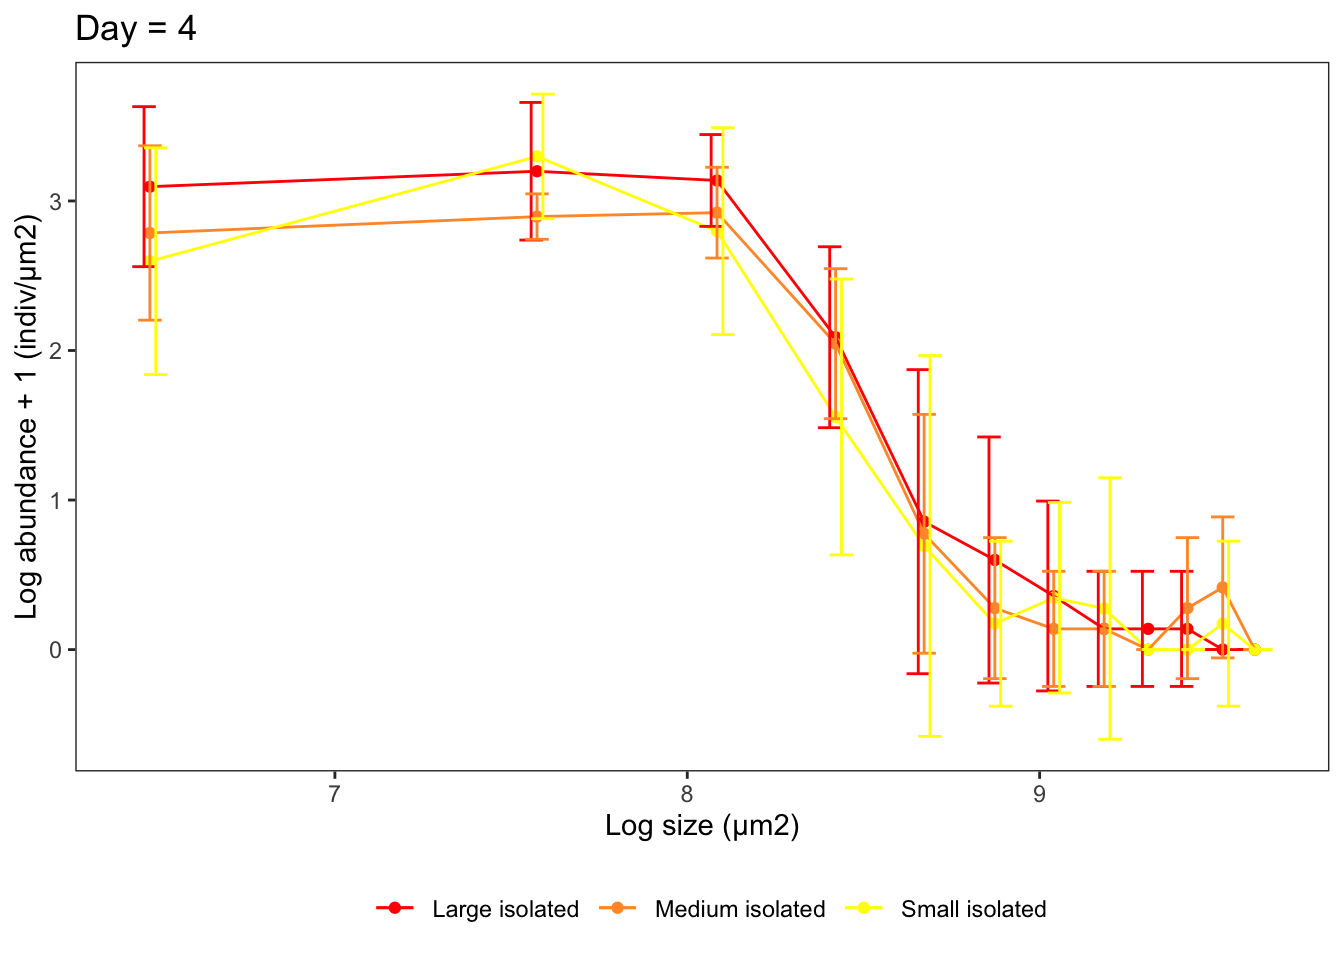 Day = 4
Log abundance + 1 (indiv/µm2)
3
2
1
0
7 8 9
Log size (µm2)
Large isolated Medium isolated Small isolated